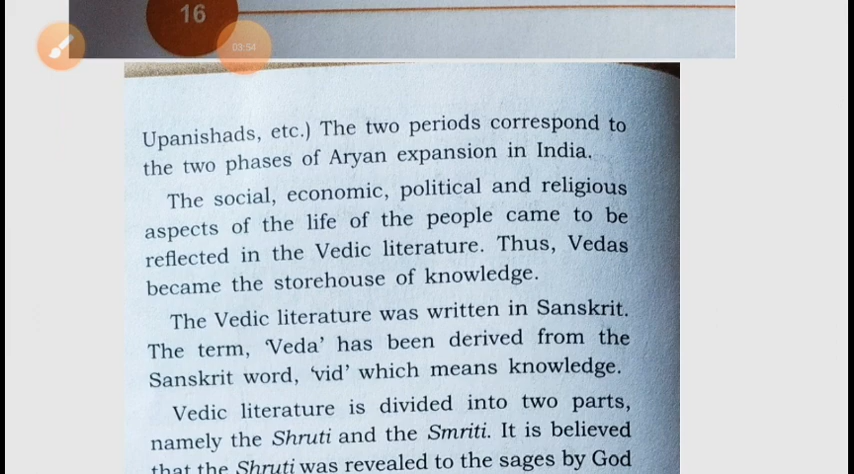 16
03:54
Upanishads, etc.) The two periods correspond to
the two phases of Aryan expansion in India.
The social, economic, political and religious
aspects of the life of the people came to be
reflected in the Vedic literature. Thus, Vedas
became the storehouse of knowledge.
The Vedic literature was written in Sanskrit.
The term, ‘Veda’ has been derived from the
Sanskrit word, ‘vid’ which means knowledge.
Vedic literature is divided into two parts,
namely the Shruti and the Smriti. It is believed
that the Shruti was revealed to the sages by God